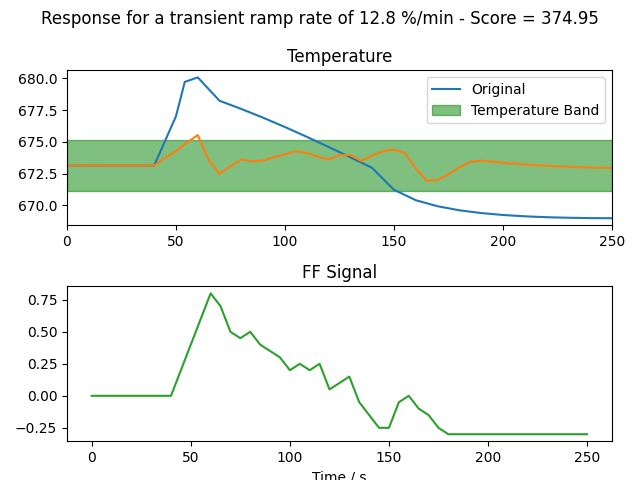 Response for a transient ramp rate of 12.8 %/min - Score = 374.95
Temperature
680.0
677.5
675.0
672.5
670.0
Original
Temperature Band
0 50 100 150 200 250
FF Signal
0.75
0.50
0.25
0.00
−0.25
0 50 100 150 200 250
Time / s